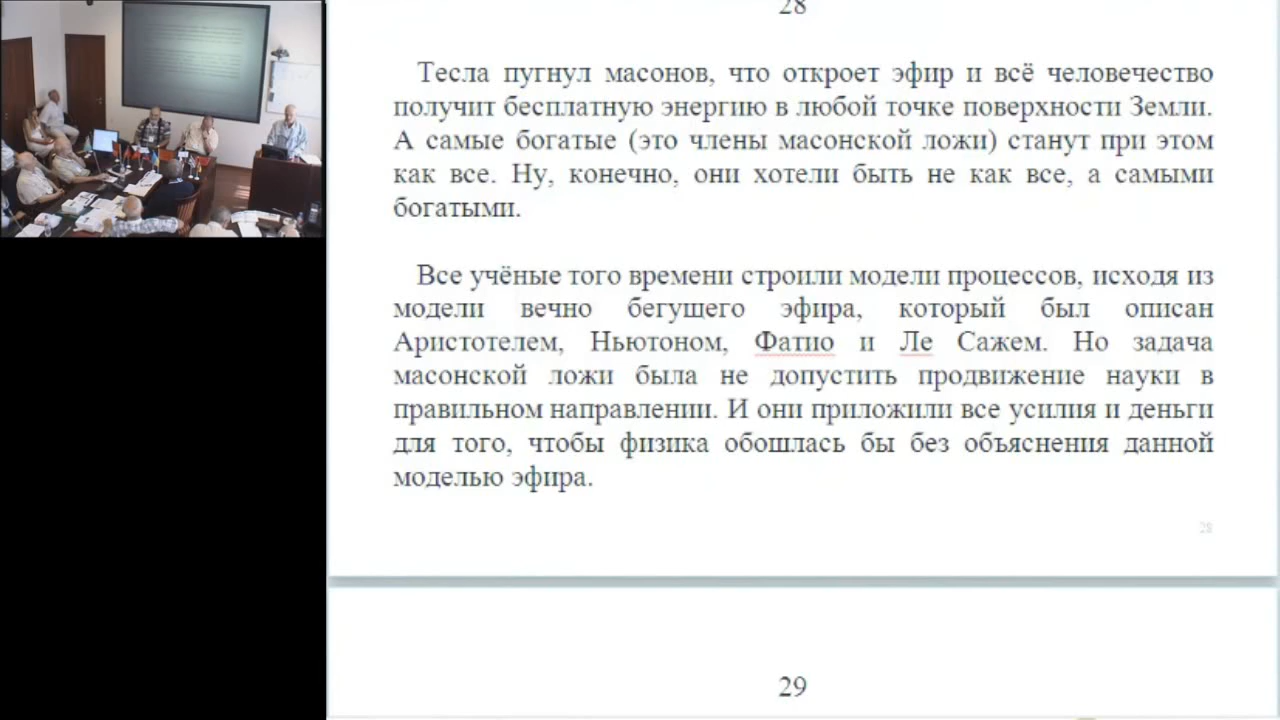 28
Тесла пугнул масонов, что откроет эфир и всё человечество
получит бесплатную энергию в любой точке поверхности Земли.
А самые богатые (это члены масонской ложи) станут при этом
как все. Ну, конечно, они хотели быть не как все, а самыми
богатыми.
Все учёные того времени строили модели процессов, исходя из
модели вечно бегущего эфира, который был описан
Аристотелем, Ньютоном, Фатио и Ле Сажем. Но задача
масонской ложи была не допустить продвижение науки в
правильном направлении. И они приложили все усилия и деньги
для того, чтобы физика обошлась бы без объяснения данной
моделью эфира.
28
29